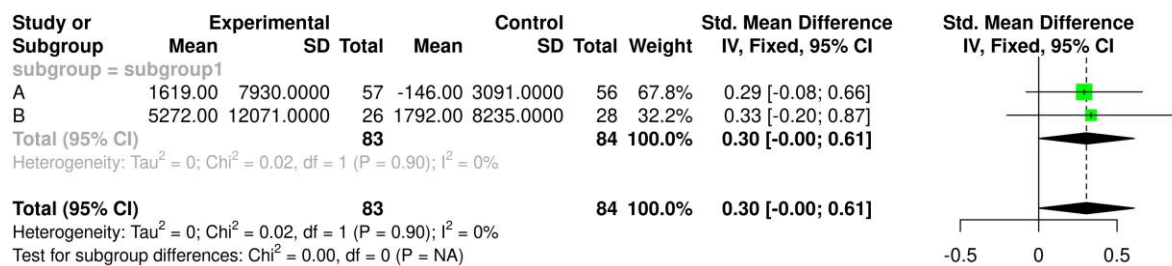 Study or Experimental Control Std. Mean Difference Std. Mean Difference
Subgroup Mean SD Total Mean SD Total Weight IV, Fixed, 95% CI IV, Fixed, 95% CI
subgroup = subgroup1
A 1619.00 7930.0000 57 -146.00 3091.0000 56 67.8% 0.29 [-0.08; 0.66]
B 5272.00 12071.0000 26 1792.00 8235.0000 28 32.2% 0.33 [-0.20; 0.87]
Total (95% CI) 83 84 100.0% 0.30 [-0.00; 0.61]
Heterogeneity: Tau² = 0; Chi² = 0.02, df = 1 (P = 0.90); I² = 0%
Total (95% CI) 83 84 100.0% 0.30 [-0.00; 0.61]
Heterogeneity: Tau² = 0; Chi² = 0.02, df = 1 (P = 0.90); I² = 0%
Test for subgroup differences: Chi² = 0.00, df = 0 (P = NA)
-0.5 0 0.5